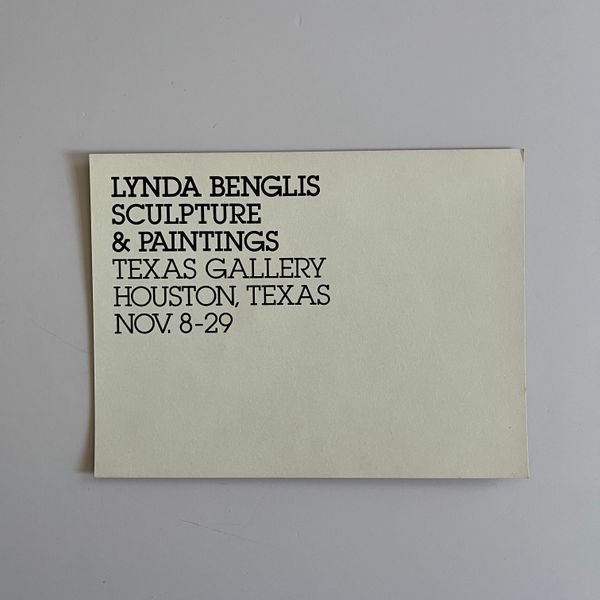 LYNDA BENGLIS
SCULPTURE
& PAINTINGS
TEXAS GALLERY
HOUSTON, TEXAS
NOV. 8-29